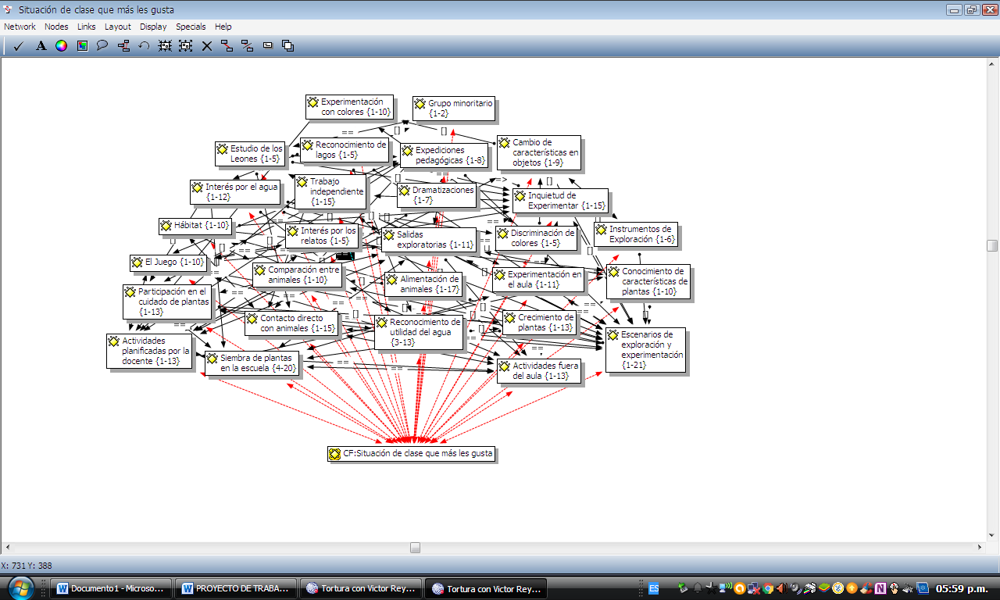 Situación de clase que más les gusta
Network Nodes Links Layout Display Specials Help
Experimentación
con colores {1-10}
Grupo minoritario
{1-2}
Estudio de los
Leones {1-5}
Reconocimiento de
lagos {1-5}
Expediciones
pedagógicas {1-8}
Cambio de
características en
objetos {1-9}
Interés por el agua
{1-12}
Trabajo
independiente
{1-15}
Dramatizaciones
{1-7}
Inquietud de
Experimentar {1-15}
Hábitat {1-10}
Interés por los
relatos {1-5}
Salidas
exploratorias {1-11}
Discriminación de
colores {1-5}
Instrumentos de
Exploración {1-6}
El Juego {1-10}
Comparación entre
animales {1-10}
Alimentación de
animales {1-17}
Experimentación en
el aula {1-11}
Conocimiento de
características de
plantas {1-10}
Participación en el
cuidado de plantas
{1-13}
Contacto directo
con animales {1-15}
Reconocimiento de
utilidad del agua
{3-13}
Crecimiento de
plantas {1-13}
Escenarios de
exploración y
experimentación
{1-21}
Actividades
planificadas por la
docente {1-13}
Siembra de plantas
en la escuela {4-20}
Actividades fuera
del aula {1-13}
CF:Situación de clase que más les gusta
X: 731 Y: 388
Documento1 - Microso...
PROYECTO DE TRABA...
Tortura con Victor Rey...
Tortura con Victor Rey...
ES
05:59 p.m.